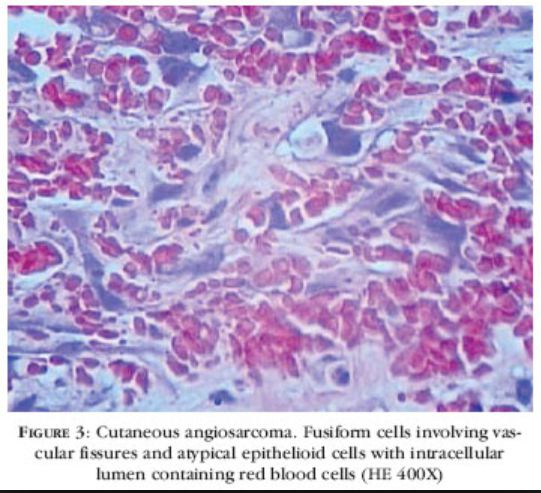 FIGURE 3: Cutaneous angiosarcoma. Fusiform cells involving vas-
cular fissures and atypical epithelioid cells with intracellular
lumen containing red blood cells (HE 400X)